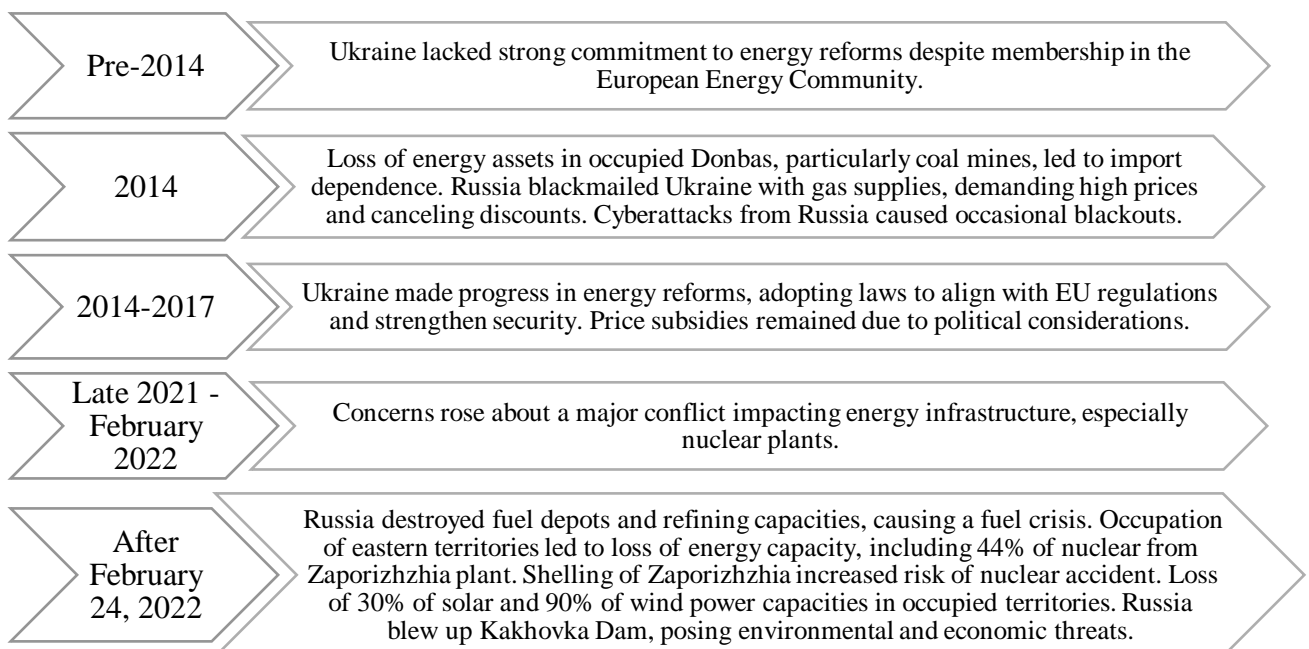 Pre-2014
Ukraine lacked strong commitment to energy reforms despite membership in the
European Energy Community.
2014
Loss of energy assets in occupied Donbas, particularly coal mines, led to import
dependence. Russia blackmailed Ukraine with gas supplies, demanding high prices
and canceling discounts. Cyberattacks from Russia caused occasional blackouts.
2014-2017
Ukraine made progress in energy reforms, adopting laws to align with EU regulations
and strengthen security. Price subsidies remained due to political considerations.
Late 2021 -
February
2022
Concerns rose about a major conflict impacting energy infrastructure, especially
nuclear plants.
After
February
24, 2022
Russia destroyed fuel depots and refining capacities, causing a fuel crisis. Occupation
of eastern territories led to loss of energy capacity, including 44% of nuclear from
Zaporizhzhia plant. Shelling of Zaporizhzhia increased risk of nuclear accident. Loss
of 30% of solar and 90% of wind power capacities in occupied territories. Russia
blew up Kakhovka Dam, posing environmental and economic threats.